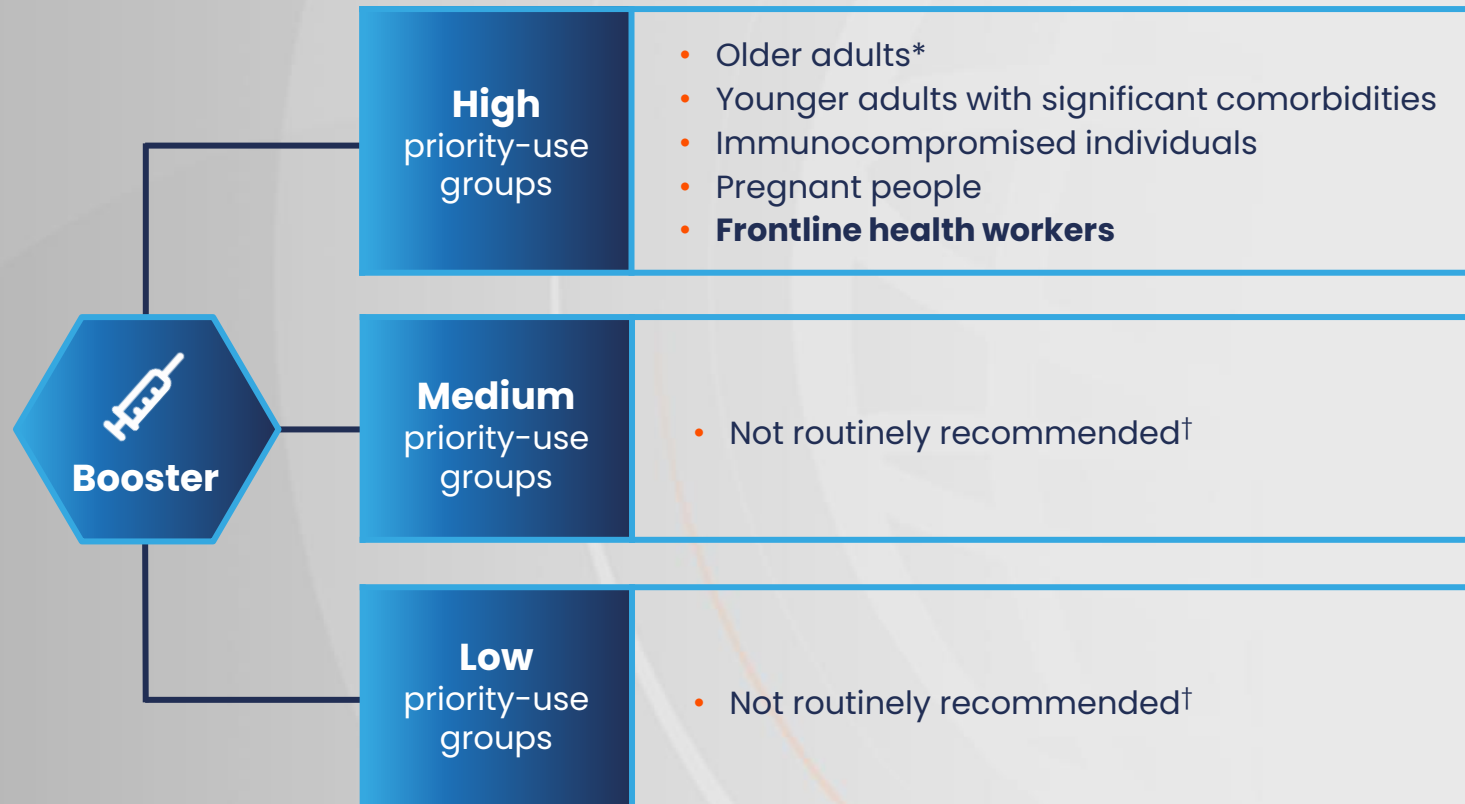 High
priority-use
groups
• Older adults*
• Younger adults with significant comorbidities
• Immunocompromised individuals
• Pregnant people
• Frontline health workers
Booster
Medium
priority-use
groups
• Not routinely recommended†
Low
priority-use
groups
• Not routinely recommended†